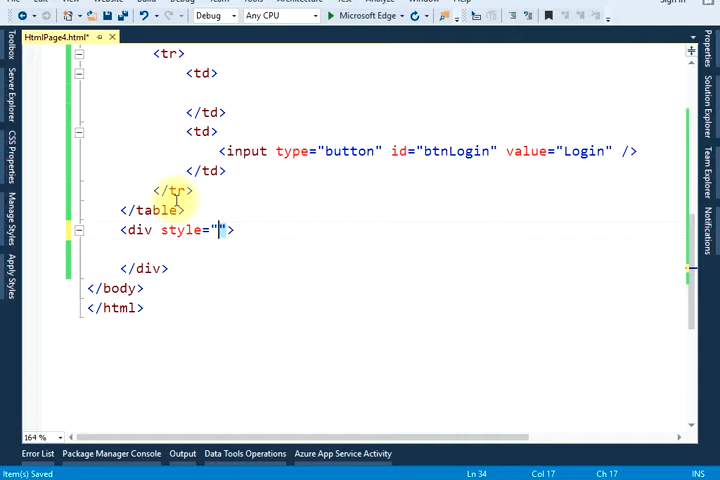 Debug
Any CPU
Microsoft Edge
HtmlPage4.html*
<tr>
<td>
</td>
<td>
<input type="button" id="btnLogin" value="Login" />
</td>
</tr>
</table>
<div style="">
</div>
</body>
</html>
Toolbox
Server Explorer
CSS Properties
Manage Styles
Apply Styles
Properties
Solution Explorer
Team Explorer
Notifications
164 %
Error List Package Manager Console Output Data Tools Operations Azure App Service Activity
Item(s) Saved Ln 34 Col 17 Ch 17